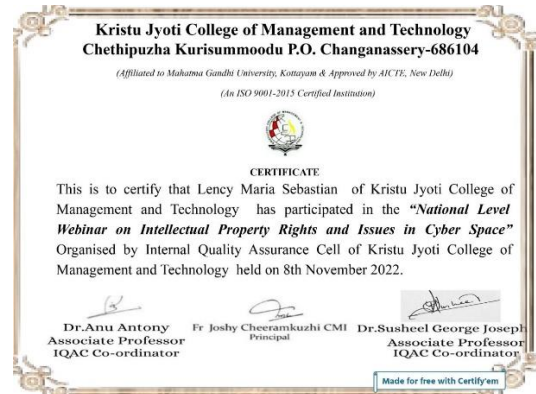 Kristu Jyoti College of Management and Technology
Chethipuzha Kurisummoodu P.O. Changanassery-686104
(Affiliated to Mahatma Gandhi University, Kottayam & Approved by AICTE, New Delhi)
(An ISO 9001-2015 Certified Institution)
CERTIFICATE
This is to certify that Lency Maria Sebastian of Kristu Jyoti College of
Management and Technology has participated in the “National Level
Webinar on Intellectual Property Rights and Issues in Cyber Space”
Organised by Internal Quality Assurance Cell of Kristu Jyoti College of
Management and Technology held on 8th November 2022.
Dr.Anu Antony
Associate Professor
IQAC Co-ordinator
Fr Joshy Cheeramkuzhi CMI
Principal
Dr.Susheel George Joseph
Associate Professor
IQAC Co-ordinator
Made for free with Certify'em